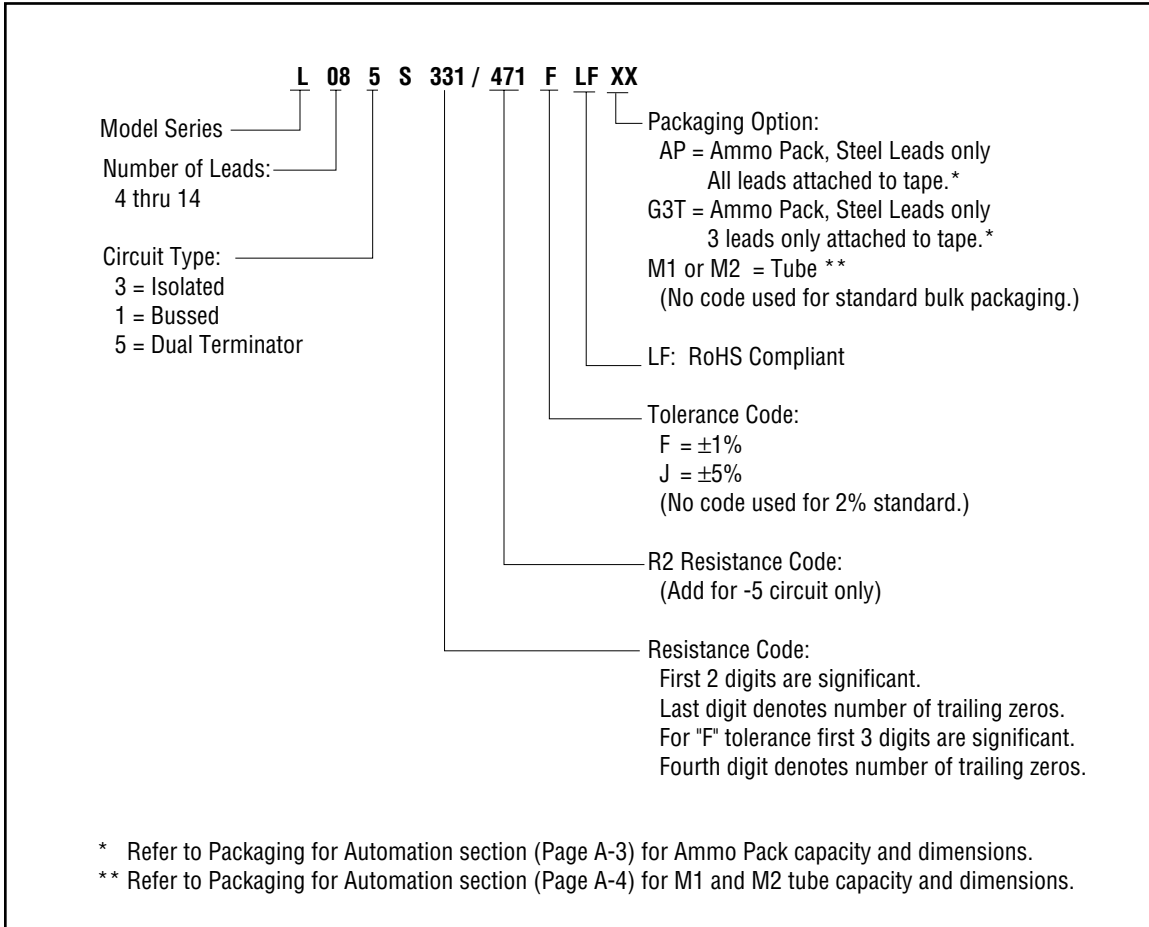 L 08 5 S 331 / 471 F LF XX
Model Series
Number of Leads:
4 thru 14
Circuit Type:
3 = Isolated
1 = Bussed
5 = Dual Terminator
Packaging Option:
AP = Ammo Pack, Steel Leads only
All leads attached to tape.*
G3T = Ammo Pack, Steel Leads only
3 leads only attached to tape.*
M1 or M2 = Tube **
(No code used for standard bulk packaging.)
LF: RoHS Compliant
Tolerance Code:
F = ±1%
J = ±5%
(No code used for 2% standard.)
R2 Resistance Code:
(Add for -5 circuit only)
Resistance Code:
First 2 digits are significant.
Last digit denotes number of trailing zeros.
For "F" tolerance first 3 digits are significant.
Fourth digit denotes number of trailing zeros.
* Refer to Packaging for Automation section (Page A-3) for Ammo Pack capacity and dimensions.
** Refer to Packaging for Automation section (Page A-4) for M1 and M2 tube capacity and dimensions.